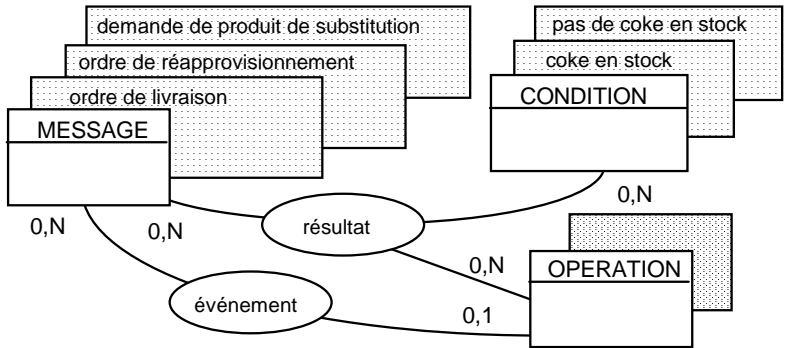 demande de produit de substitution
pas de coke en stock
ordre de réapprovisionnement
coke en stock
ordre de livraison
CONDITION
MESSAGE
0,N
0,N
résultat
0,N
0,N
OPERATION
événement
0,1